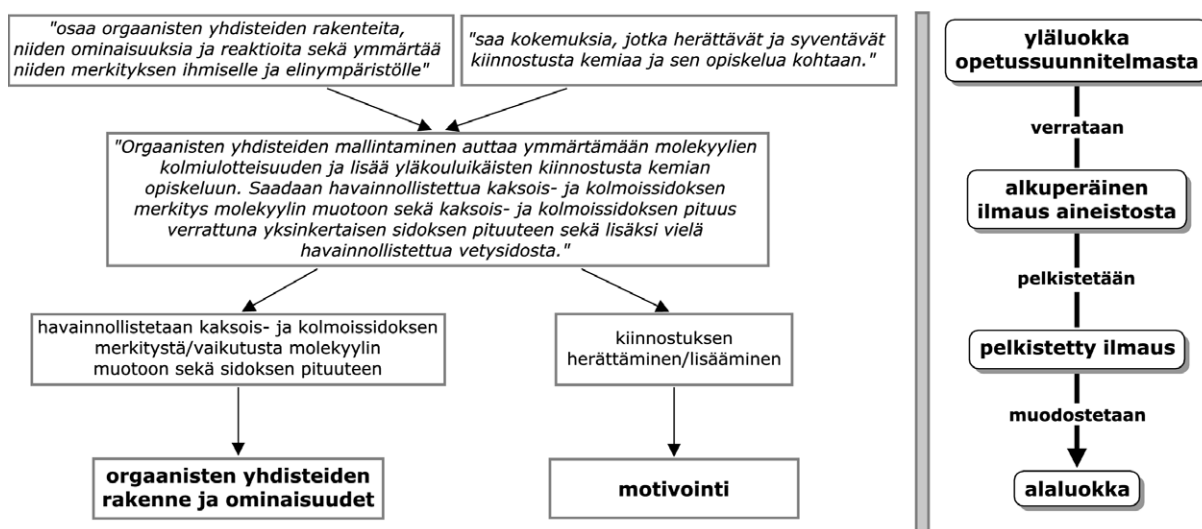 "osaa orgaanisten yhdisteiden rakenteita,
niiden ominaisuuksia ja reaktioita sekä ymmärtää
niiden merkityksen ihmiselle ja elinympäristölle"
"saa kokemuksia, jotka herättävät ja syventävät
kiinnostusta kemiaa ja sen opiskelua kohtaan."
"Orgaanisten yhdisteiden mallintaminen auttaa ymmärtämään molekyylien
kolmiulotteisuuden ja lisää yläkouluikäisten kiinnostusta kemian
opiskeluun. Saadaan havainnollistettua kaksois- ja kolmoissidoksen
merkitys molekyylin muotoon sekä kaksois- ja kolmoissidoksen pituus
verrattuna yksinkertaisen sidoksen pituuteen sekä lisäksi vielä
havainnollistettua vetysidosta."
havainnollistetaan kaksois- ja kolmoissidoksen
merkitystä/vaikutusta molekyylin
muotoon sekä sidoksen pituuteen
kiinnostuksen
herättäminen/lisääminen
orgaanisten yhdisteiden
rakenne ja ominaisuudet
motivointi
yläluokka
opetussuunnitelmasta
verrataan
alkuperäinen
ilmaus aineistosta
pelkistetään
pelkistetty ilmaus
muodostetaan
alaluokka